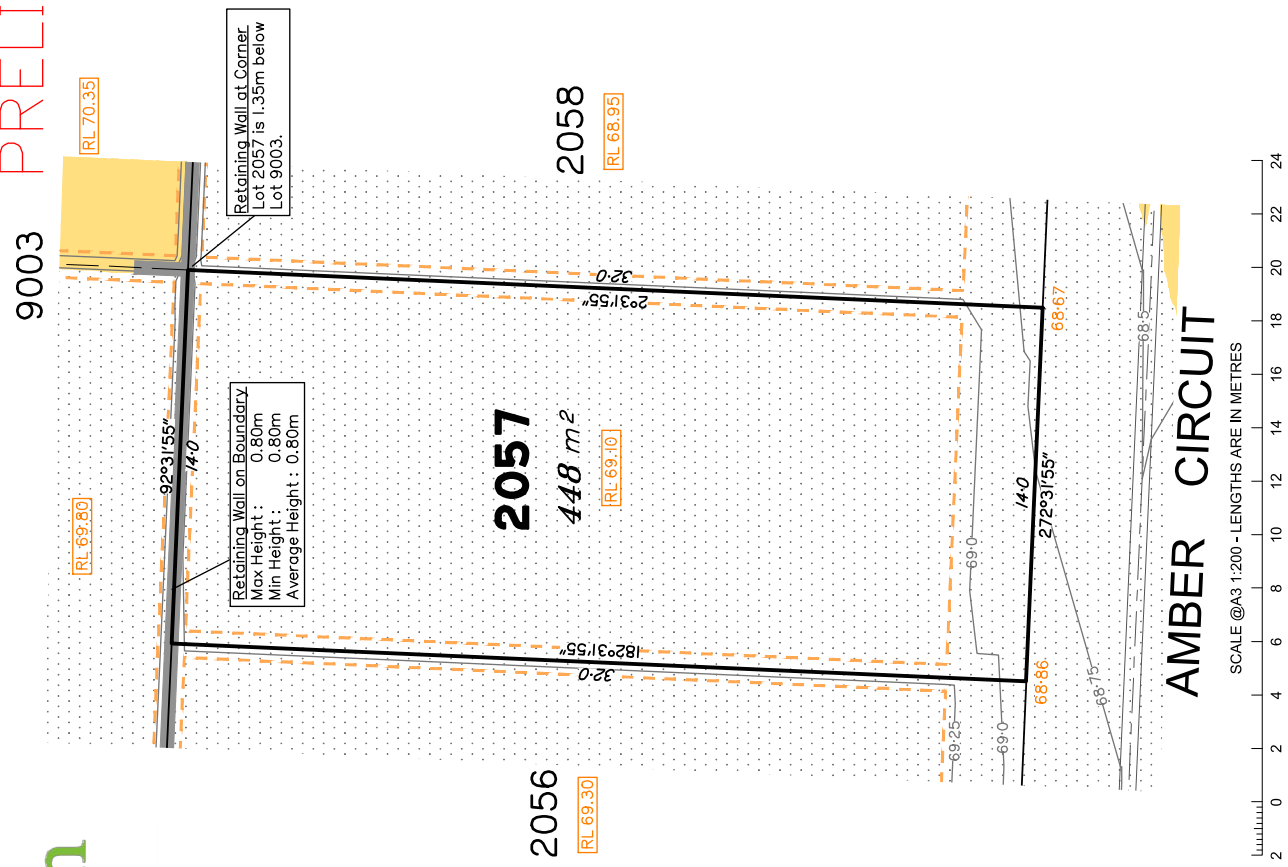 PRELI
9003
RL 70.35
RL 69.80
Retaining Wall at Corner
Lot 2057 is 1.35m below
Lot 9003.
2058
RL 68.95
92°31'55"
14·0
Retaining Wall on Boundary
Max Height : 0.80m
Min Height : 0.80m
Average Height : 0.80m
32·0
2°31'55"
2057
448 m²
RL 69.10
182°31'55"
32·0
2056
RL 69.30
69·25
69·0
69·0
14·0
272°31'55"
68·86
68·67
68·75
68·5
AMBER CIRCUIT
SCALE @A3 1:200 - LENGTHS ARE IN METRES
2 0 2 4 6 8 10 12 14 16 18 20 22 24